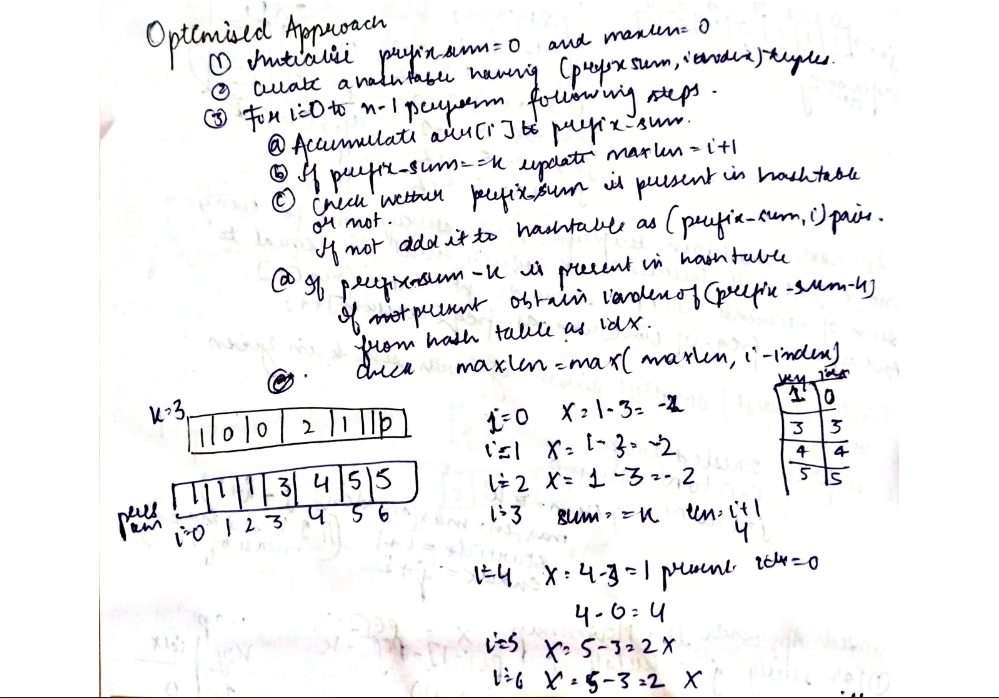 Optimised Approach
① Initialise prefix-sum=0 and maxlen=0
② Create a hashtable having (prefix sum, index) tuples.
③ For i=0 to n-1 perform following steps.
ⓐ Accumulate arr[i] to prefix-sum.
ⓑ If prefix-sum==k update maxlen=i+1
ⓒ Check wether prefix-sum is present in hashtable
or not.
If not add it to hashtable as (prefix-sum, i) pair.
ⓓ If prefix-sum-k is present in hashtable
If present obtain index of (prefix-sum-k)
from hash table as idx.
check maxlen=max(maxlen, i-index)
k=3,
1 0 0 2 1 1 0
1 1 1 3 4 5 5
i=0 1 2 3 4 5 6
key idx
1 0
3 3
4 4
5 5
i=0 X=1-3=-2
i=1 X=1-3=-2
i=2 X=1-3=-2
i=3 sum==k len=i+1
4
i=4 X=4-3=1 present idx=0
4-0=4
i=5 X=5-3=2 X
i=6 X=5-3=2 X